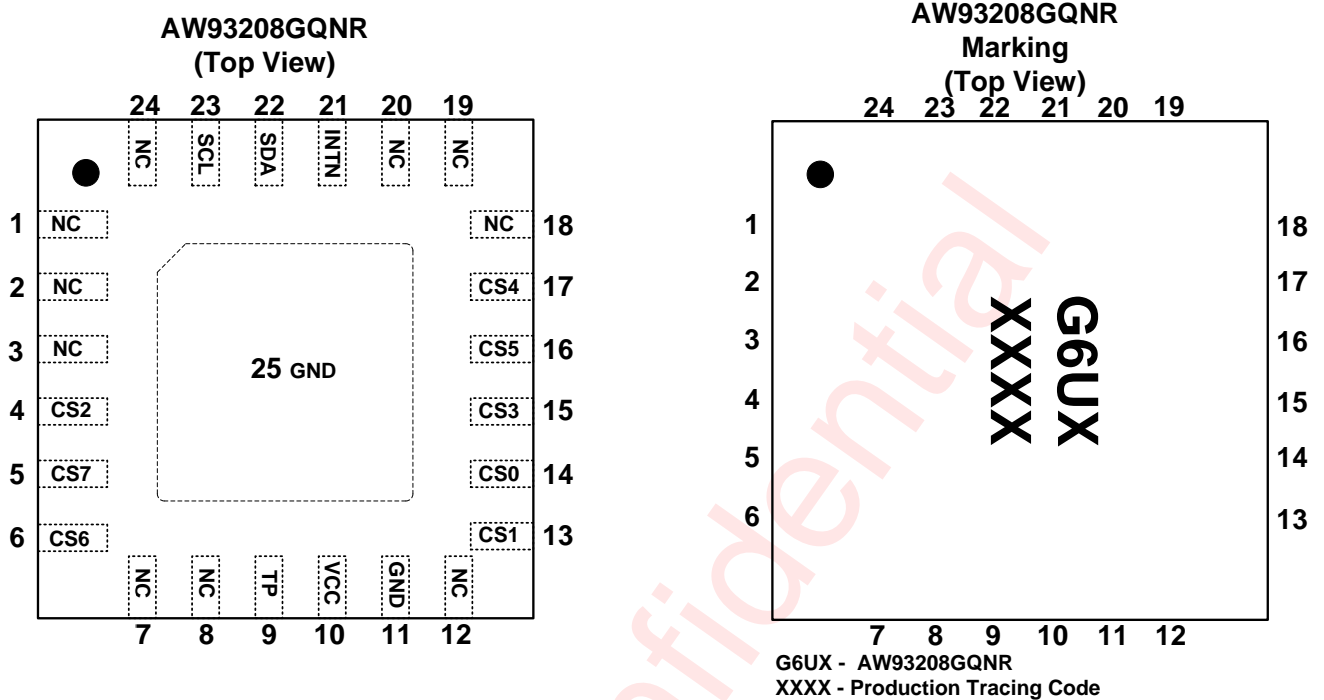 AW93208GQNR
(Top View)
24 23 22 21 20 19
NC SCL SDA INTN NC NC
1 NC
2 NC
3 NC
4 CS2
5 CS7
6 CS6
25 GND
NC 18
CS4 17
CS5 16
CS3 15
CS0 14
CS1 13
NC NC TP VCC GND NC
7 8 9 10 11 12
AW93208GQNR
Marking
(Top View)
24 23 22 21 20 19
1
2
3
4
5
6
G6UX
XXXX
18
17
16
15
14
13
7 8 9 10 11 12
G6UX - AW93208GQNR
XXXX - Production Tracing Code